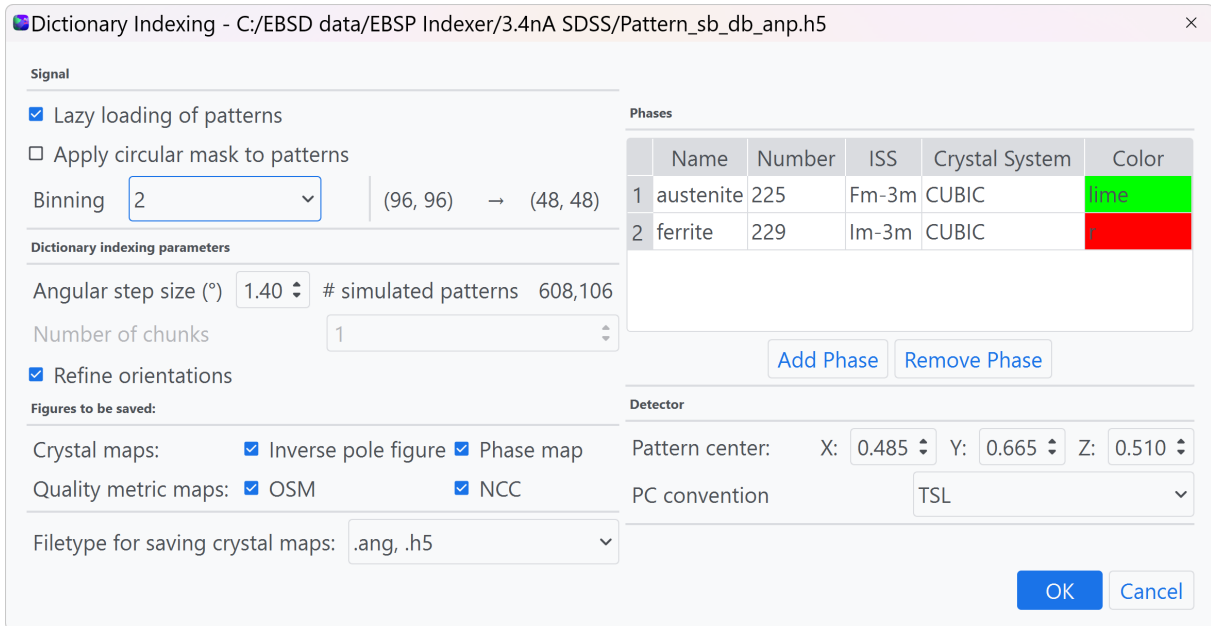 Dictionary Indexing - C:/EBSD data/EBSP Indexer/3.4nA SDSS/Pattern_sb_db_anp.h5
Signal
Lazy loading of patterns
Apply circular mask to patterns
Binning 2 (96, 96) → (48, 48)
Dictionary indexing parameters
Angular step size (°) 1.40 # simulated patterns 608,106
Number of chunks 1
Refine orientations
Figures to be saved:
Crystal maps: Inverse pole figure Phase map
Quality metric maps: OSM NCC
Filetype for saving crystal maps: .ang, .h5
Phases
Name Number ISS Crystal System Color
1 austenite 225 Fm-3m CUBIC lime
2 ferrite 229 Im-3m CUBIC r
Add Phase Remove Phase
Detector
Pattern center: X: 0.485 Y: 0.665 Z: 0.510
PC convention TSL
OK Cancel